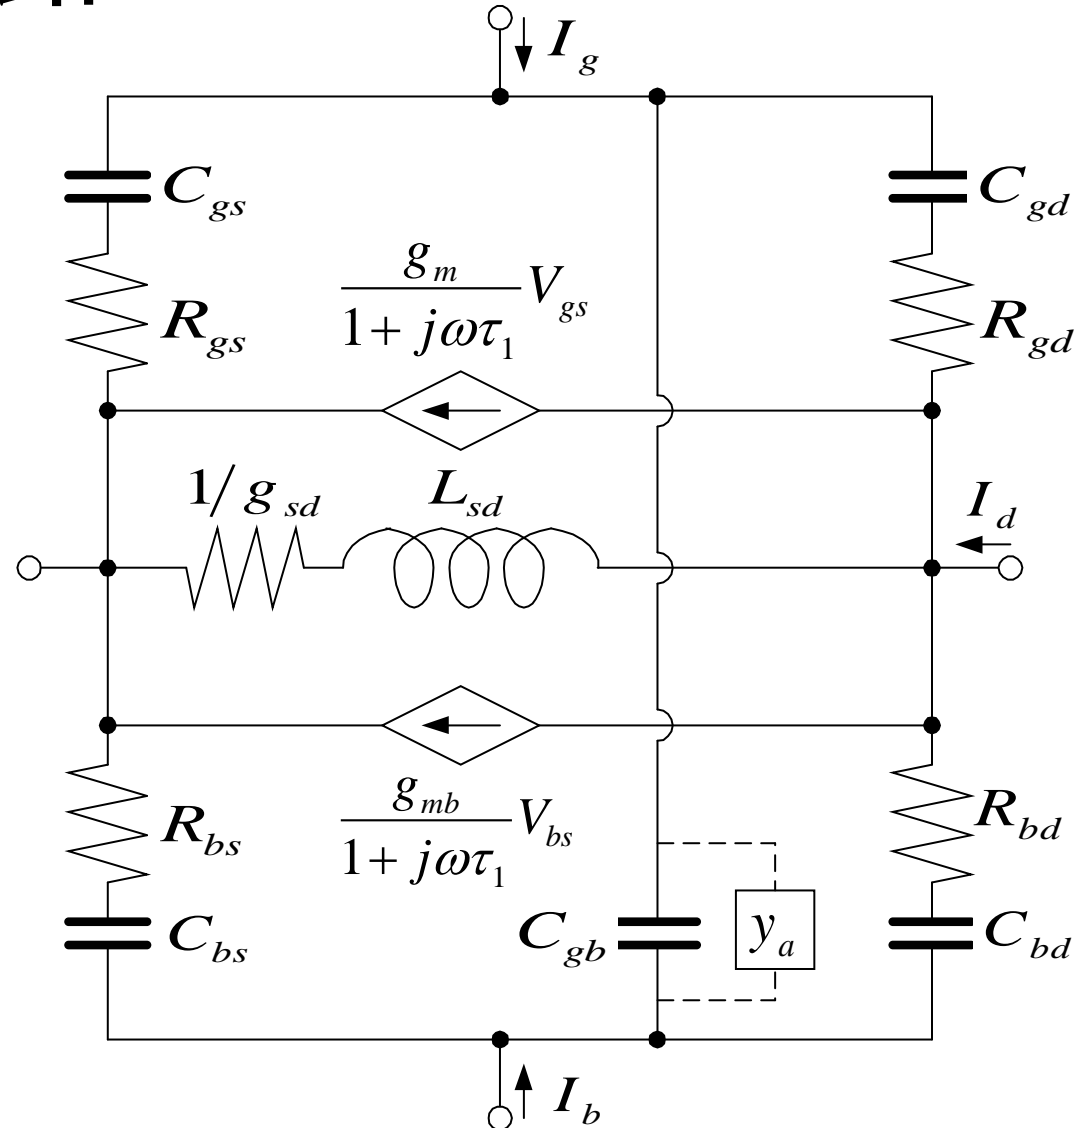 I_g
C_gs
C_gd
g_m / (1 + jωτ_1) V_gs
R_gs
R_gd
1/g_sd
L_sd
I_d
R_bs
g_mb / (1 + jωτ_1) V_bs
R_bd
C_bs
C_gb
y_a
C_bd
I_b